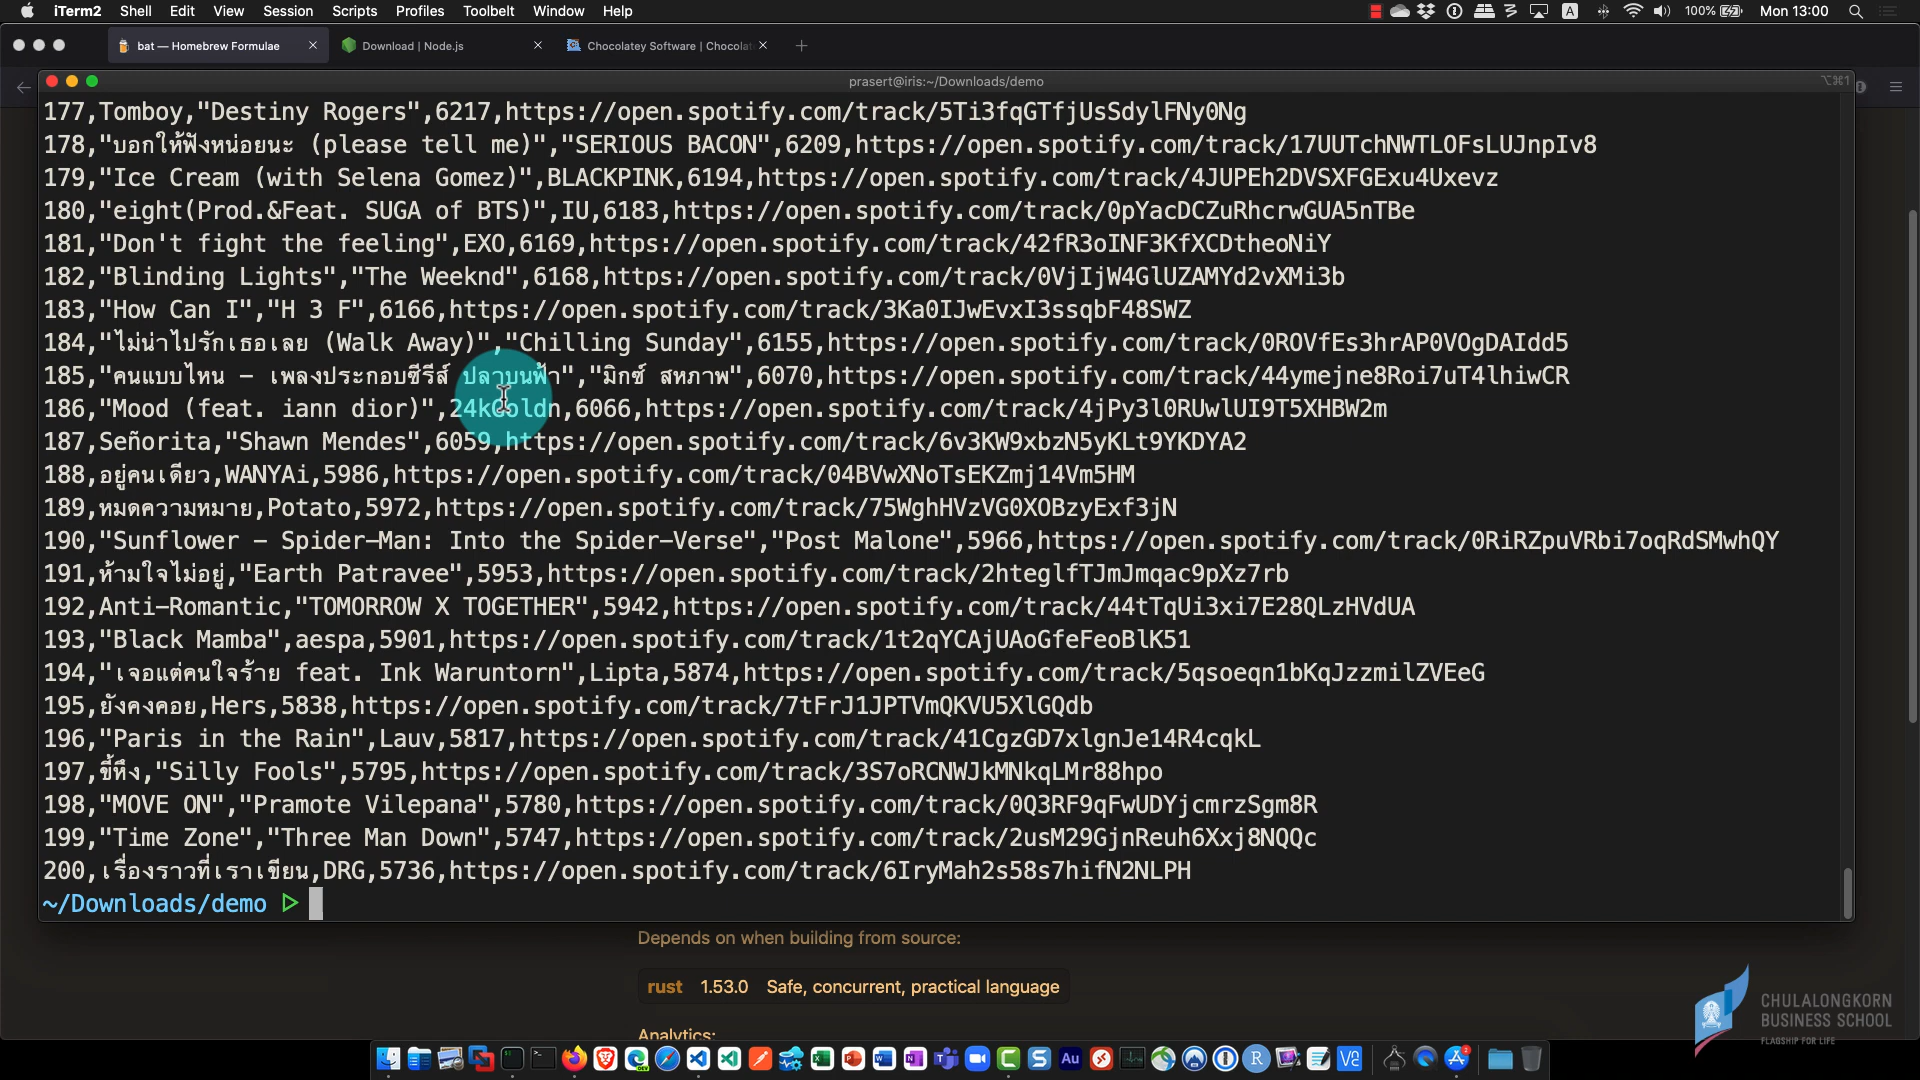 iTerm2 Shell Edit View Session Scripts Profiles Toolbelt Window Help 100% Mon 13:00
bat — Homebrew Formulae Download | Node.js Chocolatey Software | Chocolat
prasert@iris:~/Downloads/demo ⌥⌘1
177,Tomboy,"Destiny Rogers",6217,https://open.spotify.com/track/5Ti3fqGTfjUsSdylFNy0Ng
178,"บอกให้ฟังหน่อยนะ (please tell me)","SERIOUS BACON",6209,https://open.spotify.com/track/17UUTchNWTLOFsLUJnpIv8
179,"Ice Cream (with Selena Gomez)",BLACKPINK,6194,https://open.spotify.com/track/4JUPEh2DVSXFGExu4Uxevz
180,"eight(Prod.&Feat. SUGA of BTS)",IU,6183,https://open.spotify.com/track/0pYacDCZuRhcrwGUA5nTBe
181,"Don't fight the feeling",EXO,6169,https://open.spotify.com/track/42fR3oINF3KfXCDtheoNiY
182,"Blinding Lights","The Weeknd",6168,https://open.spotify.com/track/0VjIjW4GlUZAMYd2vXMi3b
183,"How Can I","H 3 F",6166,https://open.spotify.com/track/3Ka0IJwEvxI3ssqbF48SWZ
184,"ไม่น่าไปรักเธอเลย (Walk Away)","Chilling Sunday",6155,https://open.spotify.com/track/0ROVfEs3hrAP0VOgDAIdd5
185,"คนแบบไหน - เพลงประกอบซีรีส์ ปลาบนฟ้า","มิกซ์ สหภาพ",6070,https://open.spotify.com/track/44ymejne8Roi7uT4lhiwCR
186,"Mood (feat. iann dior)",24kGoldn,6066,https://open.spotify.com/track/4jPy3l0RUwlUI9T5XHBW2m
187,Señorita,"Shawn Mendes",6059,https://open.spotify.com/track/6v3KW9xbzN5yKLt9YKDYA2
188,อยู่คนเดียว,WANYAi,5986,https://open.spotify.com/track/04BVwXNoTsEKZmj14Vm5HM
189,หมดความหมาย,Potato,5972,https://open.spotify.com/track/75WghHVzVG0XOBzyExf3jN
190,"Sunflower - Spider-Man: Into the Spider-Verse","Post Malone",5966,https://open.spotify.com/track/0RiRZpuVRbi7oqRdSMwhQY
191,ห้ามใจไม่อยู่,"Earth Patravee",5953,https://open.spotify.com/track/2hteglfTJmJmqac9pXz7rb
192,Anti-Romantic,"TOMORROW X TOGETHER",5942,https://open.spotify.com/track/44tTqUi3xi7E28QLzHVdUA
193,"Black Mamba",aespa,5901,https://open.spotify.com/track/1t2qYCAjUAoGfeFeoBlK51
194,"เจอแต่คนใจร้าย feat. Ink Waruntorn",Lipta,5874,https://open.spotify.com/track/5qsoeqn1bKqJzzmilZVEeG
195,ยังคงคอย,Hers,5838,https://open.spotify.com/track/7tFrJ1JPTVmQKVU5XlGQdb
196,"Paris in the Rain",Lauv,5817,https://open.spotify.com/track/41CgzGD7xlgnJe14R4cqkL
197,ขี้หึง,"Silly Fools",5795,https://open.spotify.com/track/3S7oRCNWJkMNkqLMr88hpo
198,"MOVE ON","Pramote Vilepana",5780,https://open.spotify.com/track/0Q3RF9qFwUDYjcmrzSgm8R
199,"Time Zone","Three Man Down",5747,https://open.spotify.com/track/2usM29GjnReuh6Xxj8NQQc
200,เรื่องราวที่เราเขียน,DRG,5736,https://open.spotify.com/track/6IryMah2s58s7hifN2NLPH
~/Downloads/demo ▷
Depends on when building from source:
rust 1.53.0 Safe, concurrent, practical language
Analytics:
CHULALONGKORN
BUSINESS SCHOOL
FLAGSHIP FOR LIFE